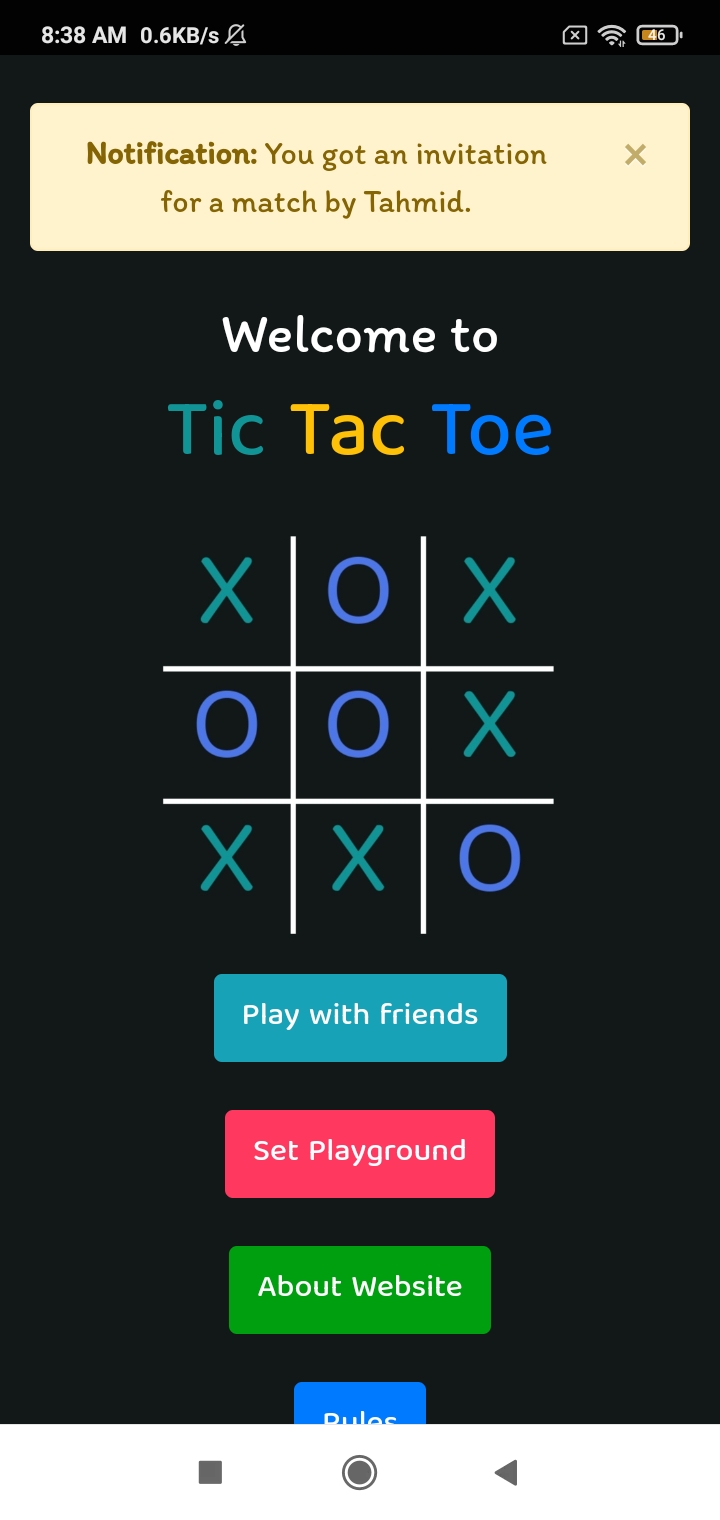 8:38 AM 0.6KB/s 46
Notification: You got an invitation
for a match by Tahmid.
×
Welcome to
Tic Tac Toe
X O X
O O X
X X O
Play with friends
Set Playground
About Website
Rules